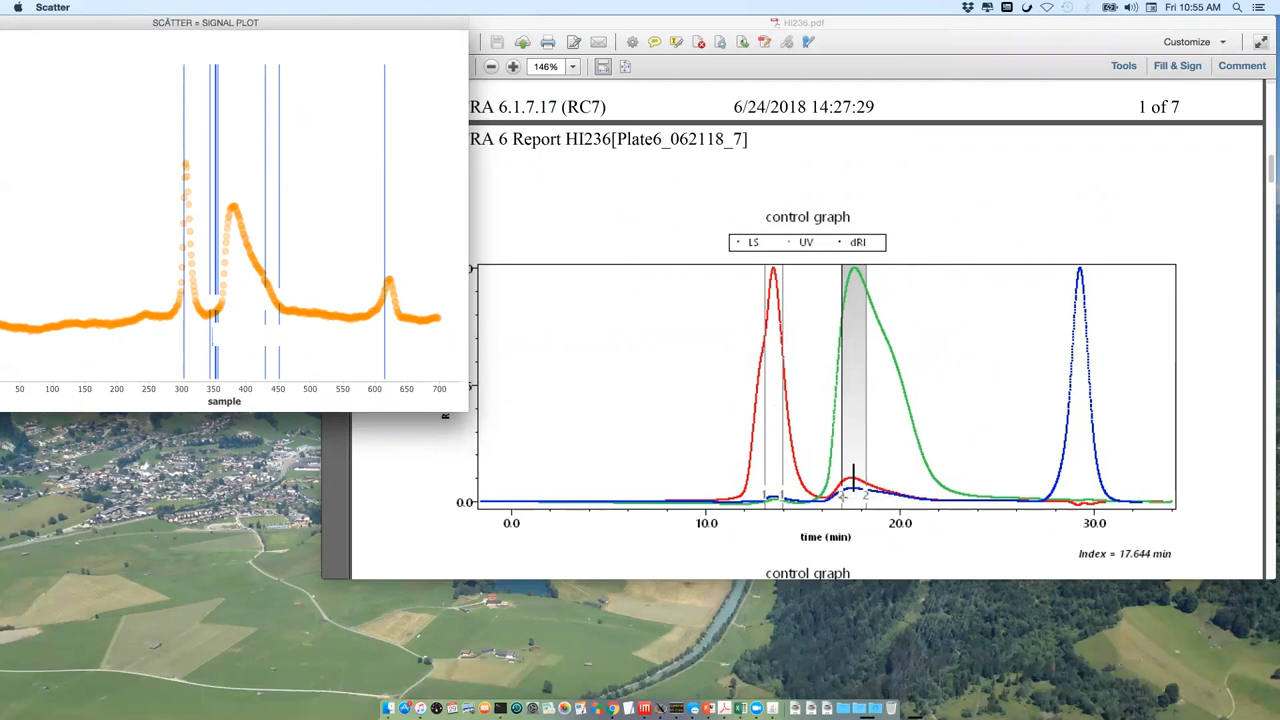 Scatter
Fri 10:55 AM
SCÅTTER = SIGNAL PLOT
HI236.pdf
Customize
146%
Tools
Fill & Sign
Comment
RA 6.1.7.17 (RC7)
6/24/2018 14:27:29
1 of 7
RA 6 Report HI236[Plate6_062118_7]
control graph
LS
UV
dRI
50 100 150 200 250 300 350 400 450 500 550 600 650 700
sample
0.0
1
2
0.0 10.0 20.0 30.0
time (min)
Index = 17.644 min
control graph